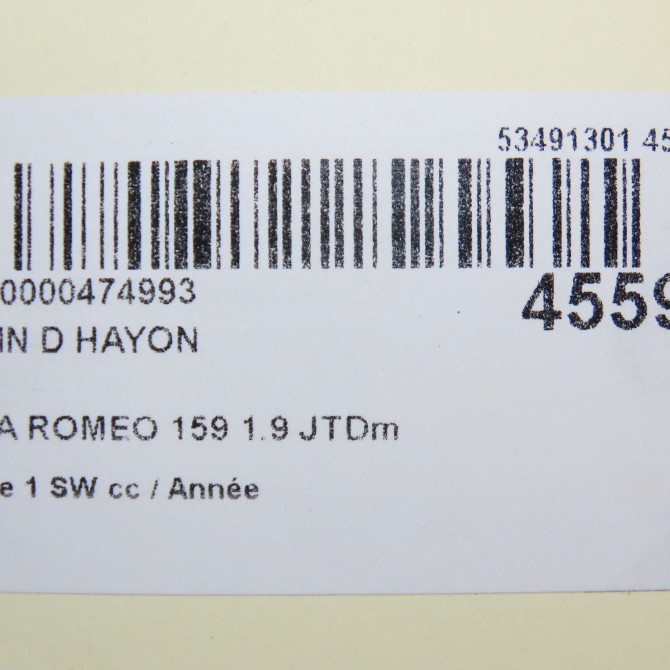 53491301 45
0000474993
4559
IN D HAYON
A ROMEO 159 1.9 JTDm
e 1 SW cc / Année